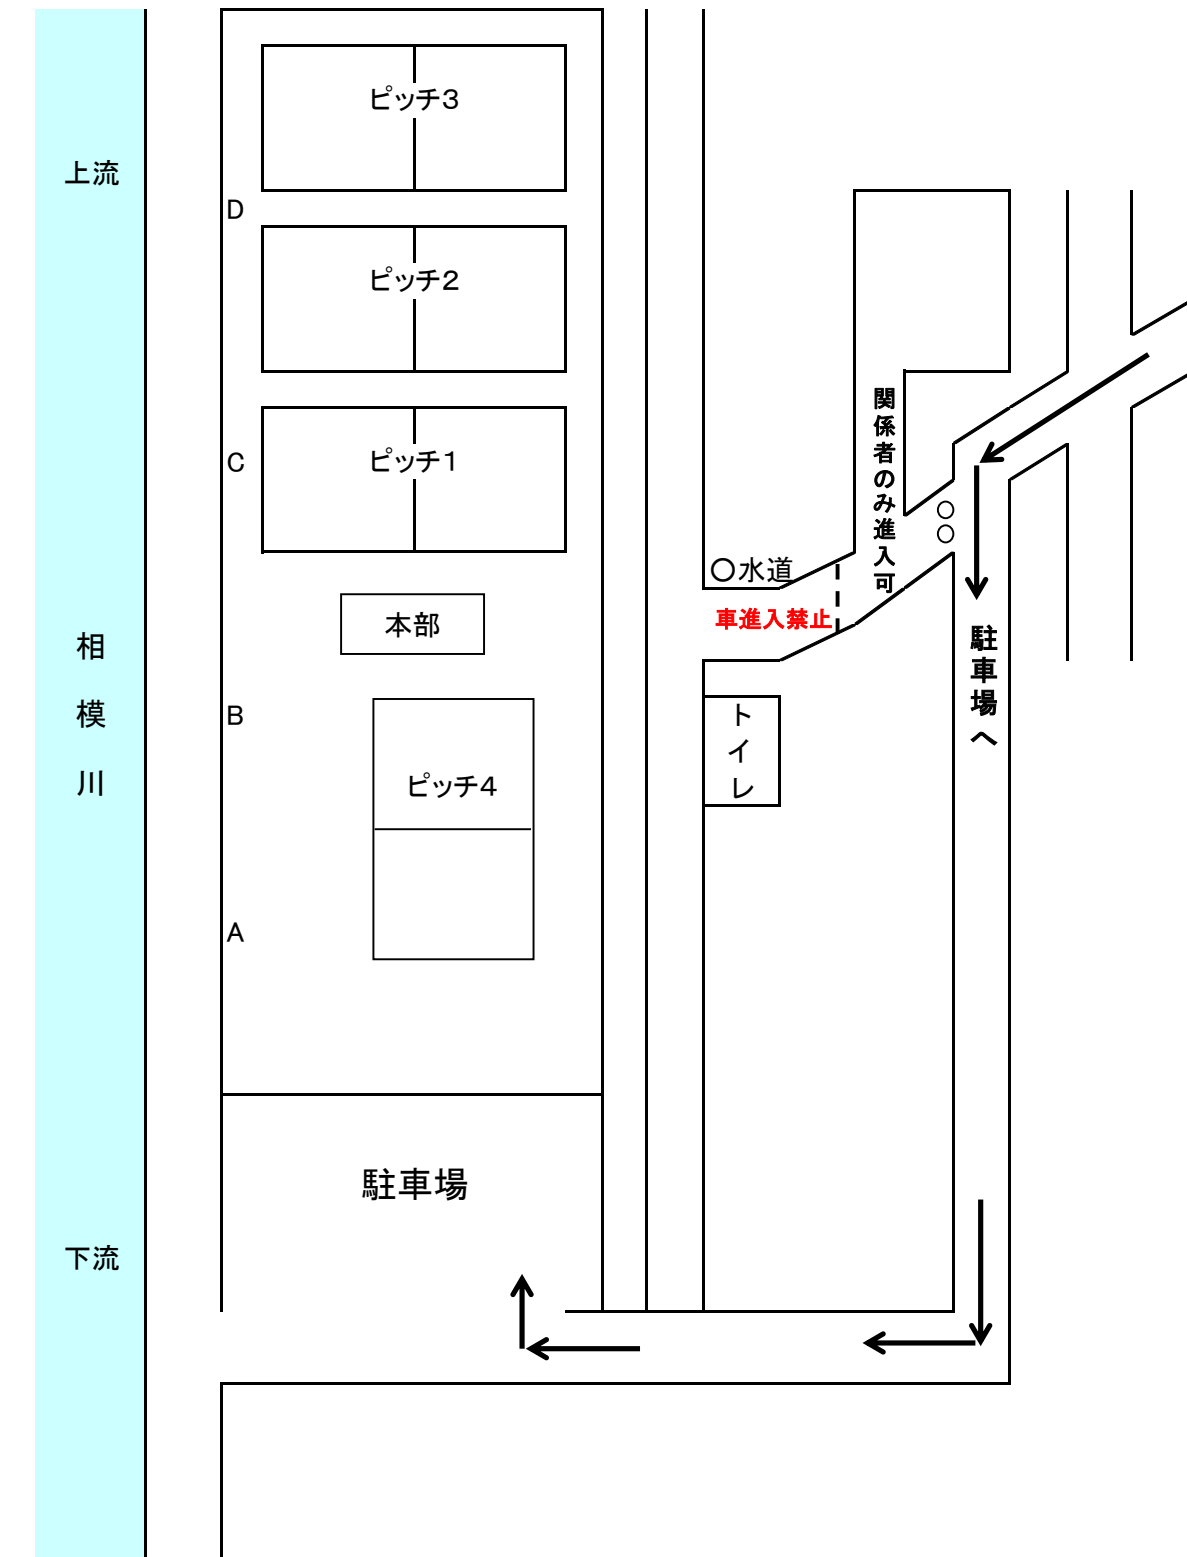 上流
相模川
下流
ピッチ3
D
ピッチ2
C
ピッチ1
本部
B
ピッチ4
A
駐車場
関係者のみ進入可
○
○
○水道
車進入禁止
トイレ
駐車場へ